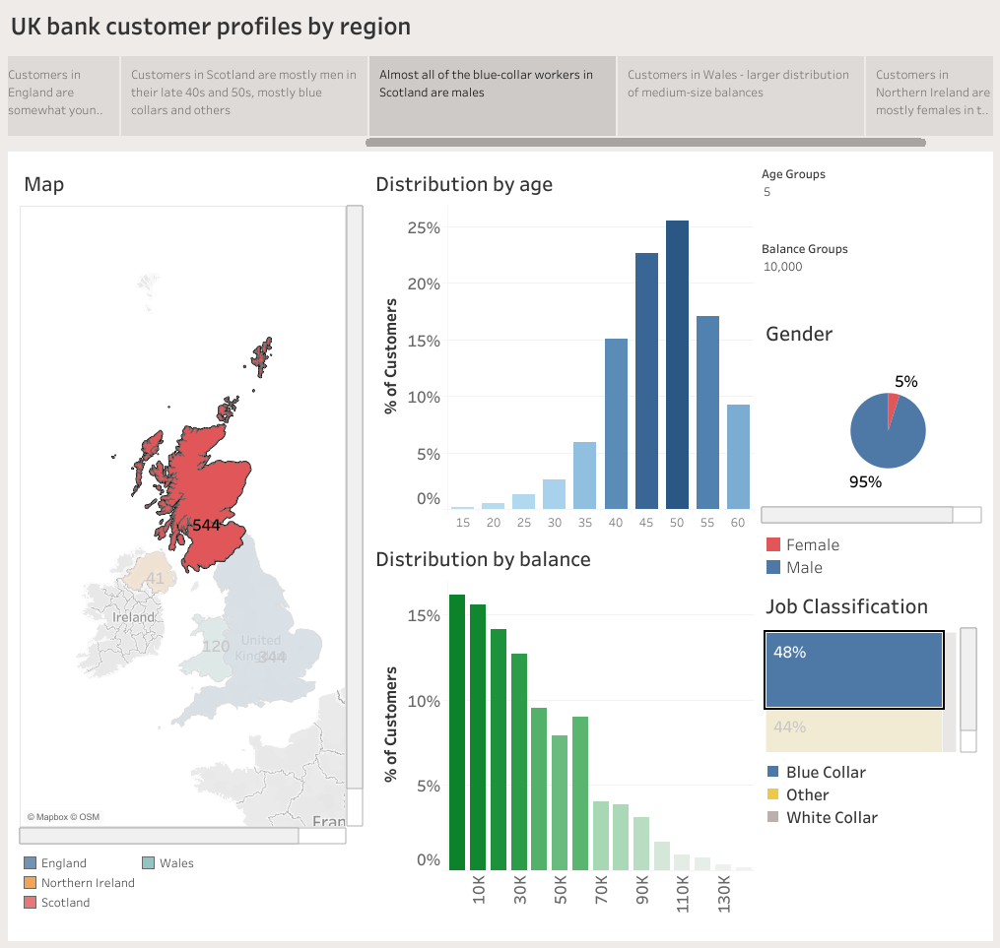 UK bank customer profiles by region
Customers in
England are
somewhat youn..
Customers in Scotland are mostly men in
their late 40s and 50s, mostly blue
collars and others
Almost all of the blue-collar workers in
Scotland are males
Customers in Wales - larger distribution
of medium-size balances
Customers in
Northern Ireland are
mostly females in t..
Map
544
41
Ireland
120
United
© Mapbox © OSM
England
Wales
Northern Ireland
Scotland
Distribution by age
% of Customers
25%
20%
15%
10%
5%
0%
15 20 25 30 35 40 45 50 55 60
Distribution by balance
% of Customers
15%
10%
5%
0%
10K 30K 50K 70K 90K 110K 130K
Age Groups
5
Balance Groups
10,000
Gender
5%
95%
Female
Male
Job Classification
48%
44%
Blue Collar
Other
White Collar